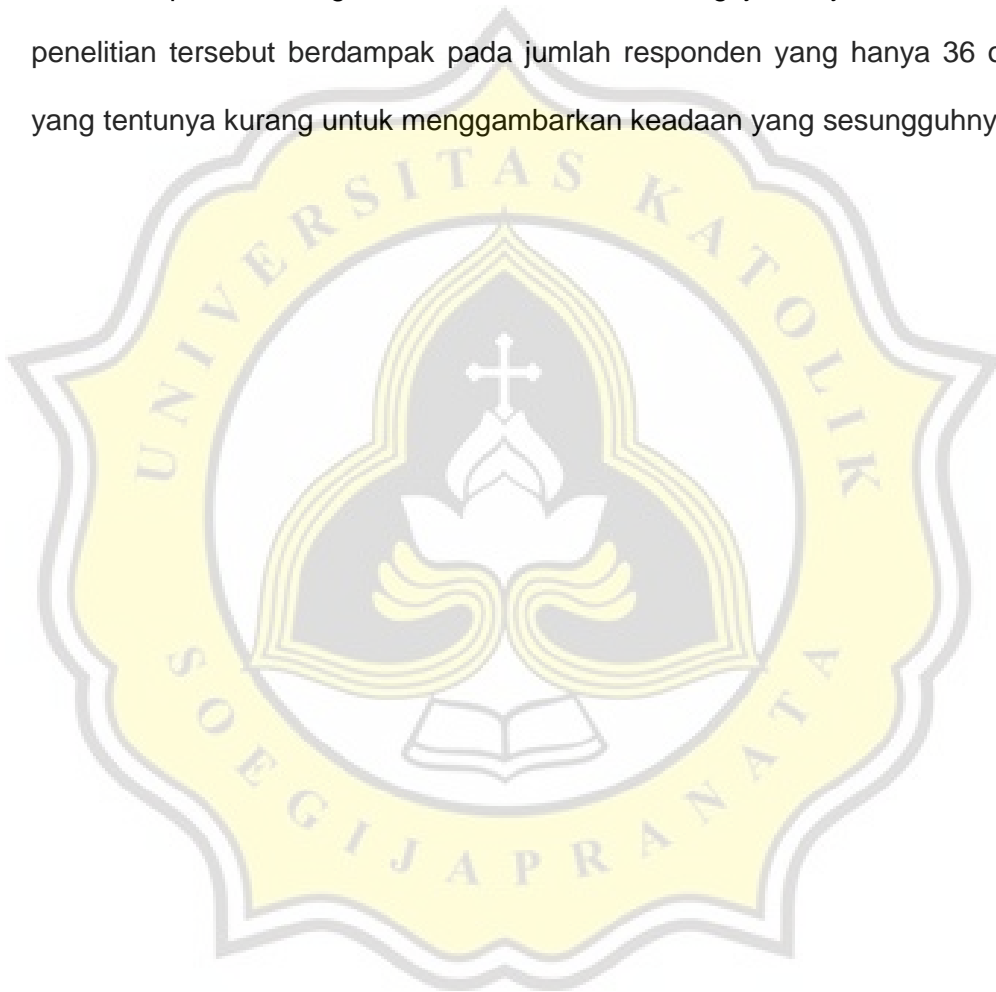 penelitian tersebut berdampak pada jumlah responden yang hanya 36
yang tentunya kurang untuk menggambarkan keadaan yang
UNIVERSITAS KATOLIK
SOEGIJAPRANATA